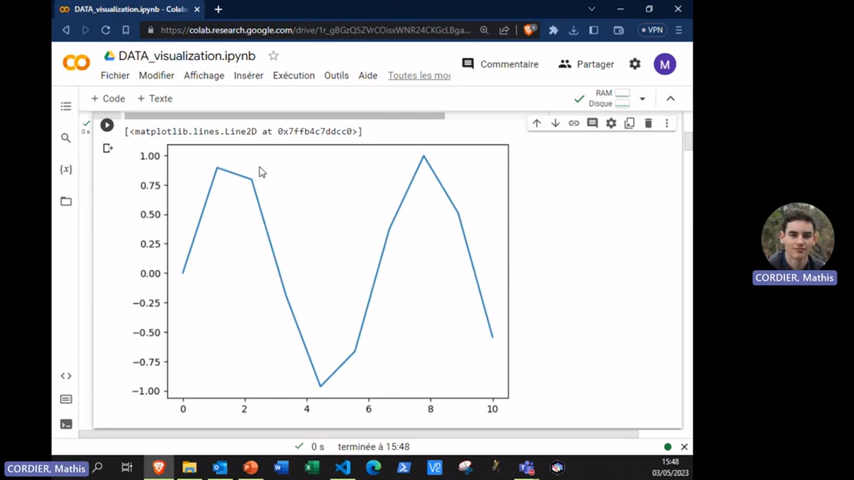 DATA_visualization.ipynb - Colab
https://colab.research.google.com/drive/1r_gBGzQ5ZVrCOisxWNR24CKGcLBga...
VPN
DATA_visualization.ipynb
Commentaire
Partager
M
Fichier Modifier Affichage Insérer Exécution Outils Aide Toutes les mo
+ Code + Texte
RAM
Disque
0 s
[<matplotlib.lines.Line2D at 0x7ffb4c7ddcc0>]
1.00
0.75
0.50
0.25
0.00
−0.25
−0.50
−0.75
−1.00
0 2 4 6 8 10
{x}
0 s terminée à 15:48
CORDIER, Mathis
CORDIER, Mathis
15:48
03/05/2023